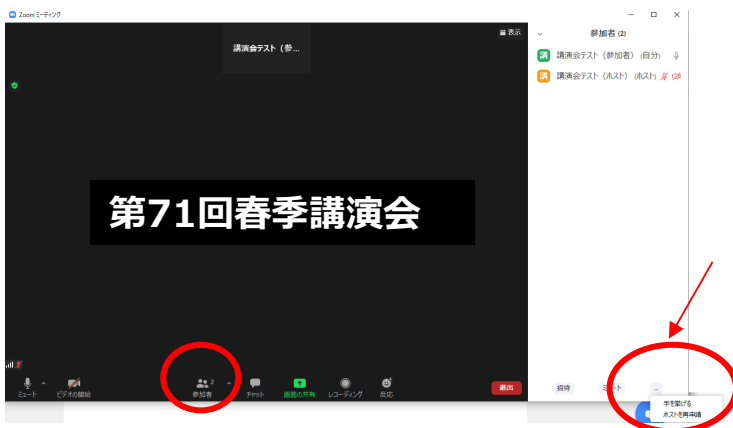 Zoom ミーティング
表示
講演会テスト（参...
第71回春季講演会
参加者 (2)
講 講演会テスト（参加者） (自分)
講 講演会テスト（ホスト） (ホスト)
ミュート
ビデオの開始
2
参加者
チャット
画面の共有
レコーディング
反応
退出
招待
ミュート
...
手を挙げる
ホストを再申請